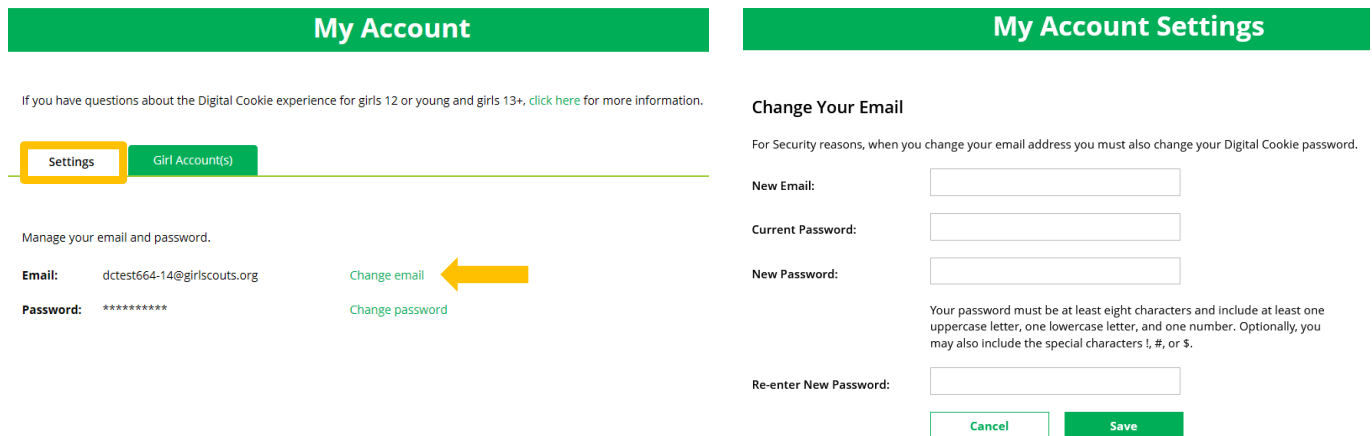 My Account
If you have questions about the Digital Cookie experience for girls 12 or young and girls 13+, click here for more information.
Settings
Girl Account(s)
Manage your email and password.
Email: dctest664-14@girlscouts.org Change email
Password: ********** Change password
My Account Settings
Change Your Email
For Security reasons, when you change your email address you must also change your Digital Cookie password.
New Email:
Current Password:
New Password:
Your password must be at least eight characters and include at least one
uppercase letter, one lowercase letter, and one number. Optionally, you
may also include the special characters !, #, or $.
Re-enter New Password:
Cancel
Save